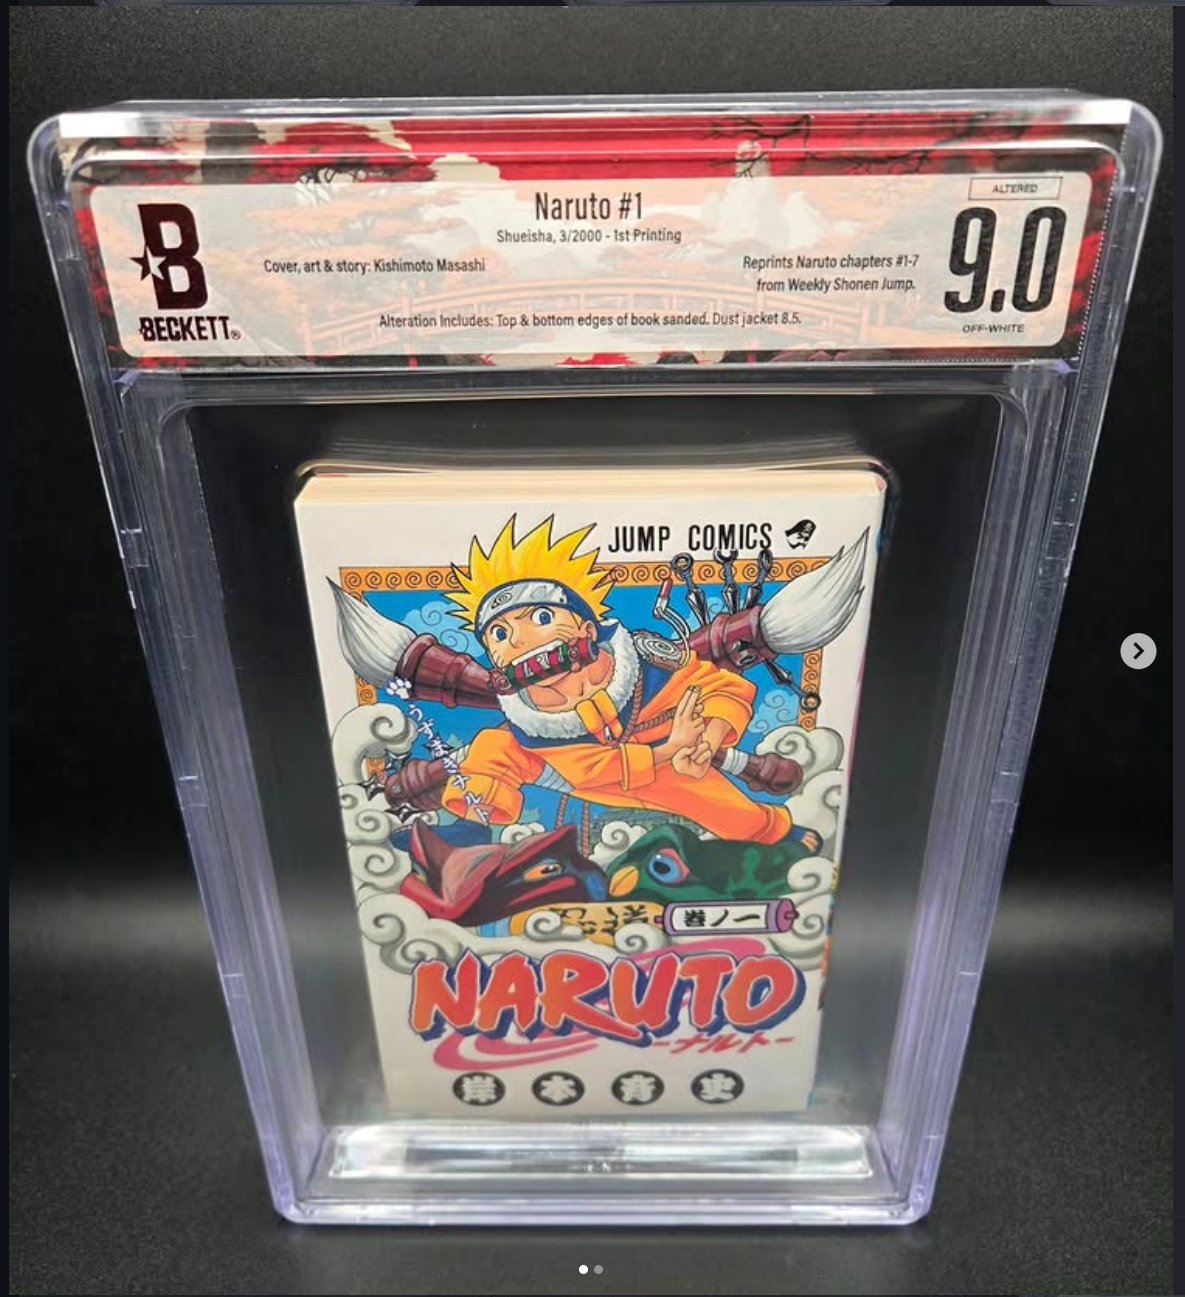 Naruto #1
ALTERED
Shueisha, 3/2000 - 1st Printing
9.0
Cover, art & story: Kishimoto Masashi
Reprints Naruto chapters #1-7
from Weekly Shonen Jump.
B
BECKETT®
Alteration Includes: Top & bottom edges of book sanded. Dust jacket 8.5.
OFF-WHITE
JUMP COMICS
うずまきナルト
巻ノ一
NARUTO
-ナルト-
岸本斉史